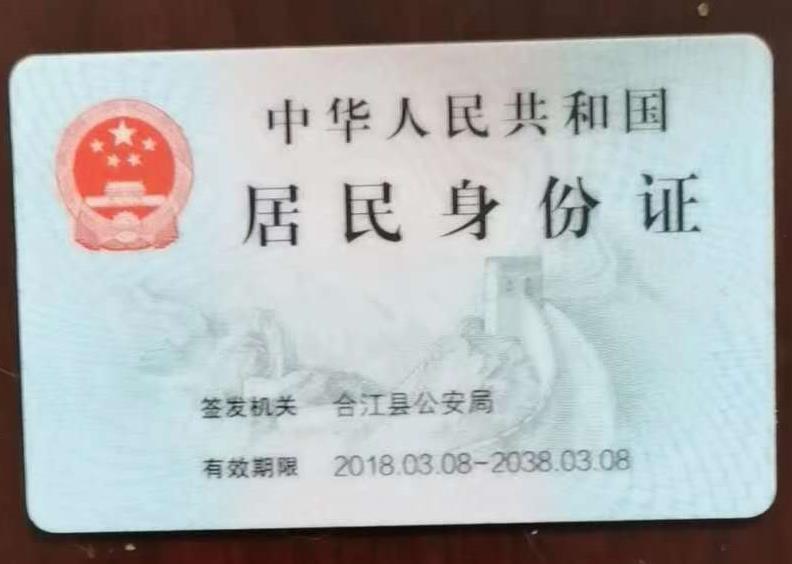 中华人民共和国
居民身份证
签发机关 合江县公安局
有效期限 2018.03.08-2038.03.08